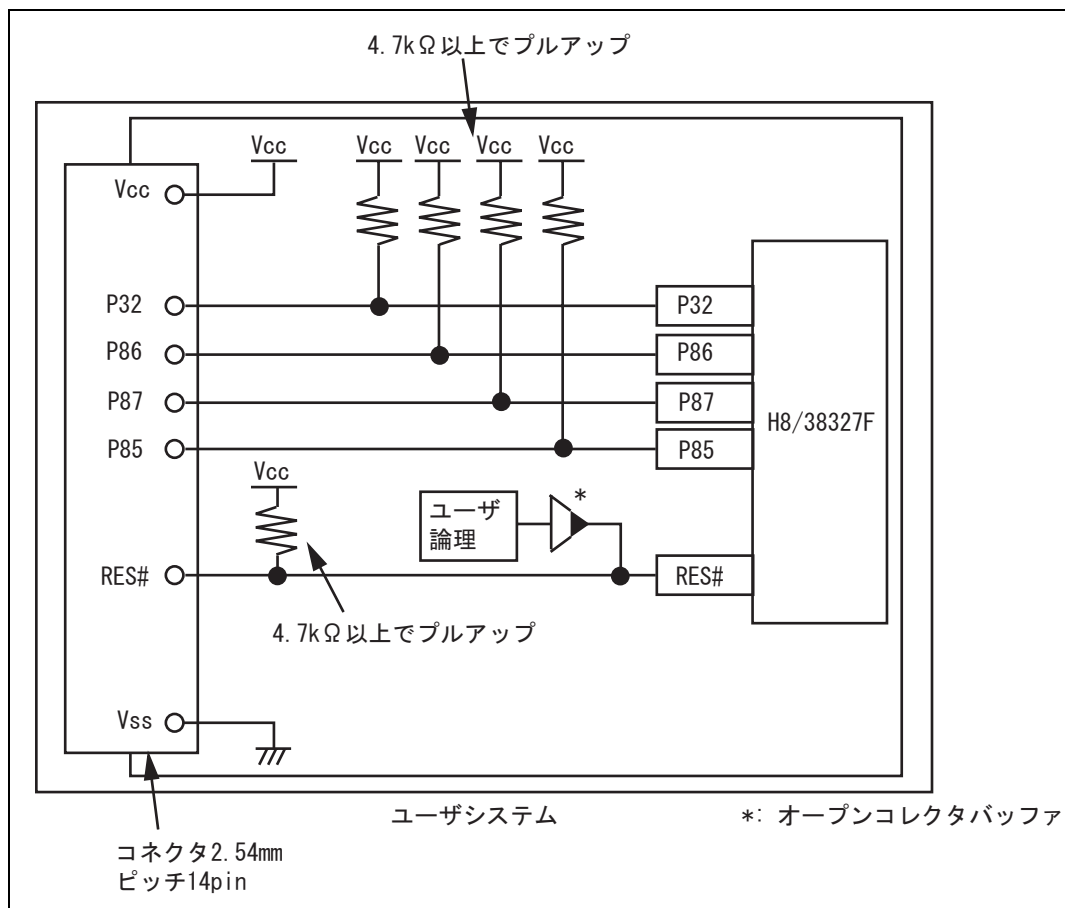 4.7kΩ以上でプルアップ
Vcc
Vcc
Vcc
Vcc
Vcc
Vcc
P32
P32
P86
P86
P87
P87
H8/38327F
P85
P85
Vcc
*
ユーザ
論理
RES#
RES#
4.7kΩ以上でプルアップ
Vss
ユーザシステム
*: オープンコレクタバッファ
コネクタ2.54mm
ピッチ14pin